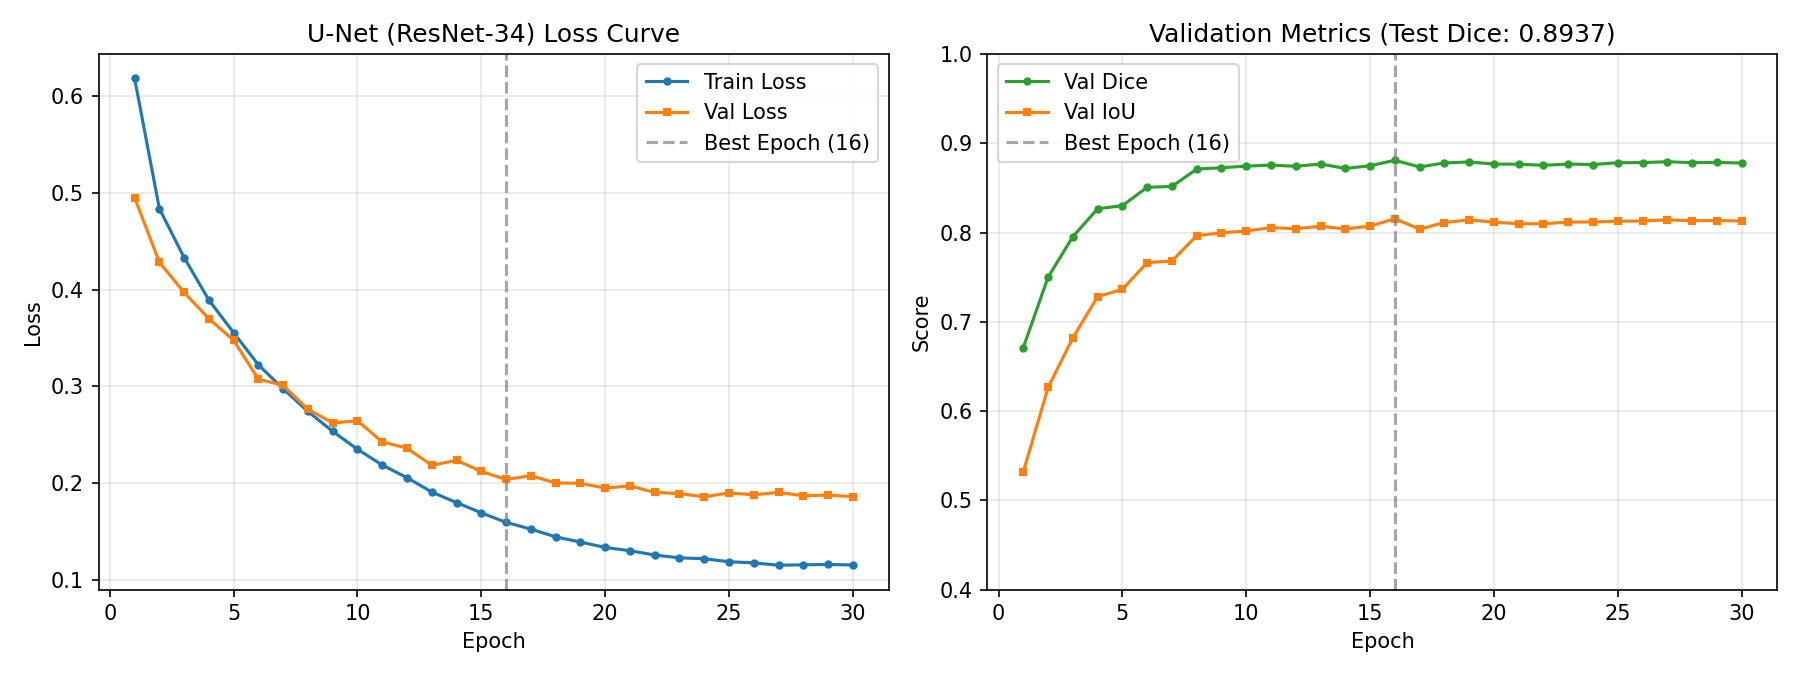 U-Net (ResNet-34) Loss Curve
Train Loss
Val Loss
Best Epoch (16)
Loss
0.6
0.5
0.4
0.3
0.2
0.1
0 5 10 15 20 25 30
Epoch
Validation Metrics (Test Dice: 0.8937)
Val Dice
Val IoU
Best Epoch (16)
Score
1.0
0.9
0.8
0.7
0.6
0.5
0.4
0 5 10 15 20 25 30
Epoch